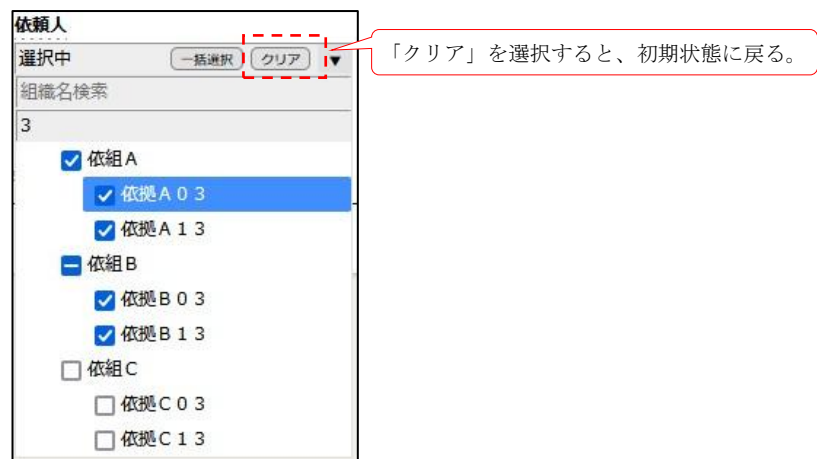 依頼人
選択中 一括選択 クリア ▼
「クリア」を選択すると、初期状態に戻る。
組織名検索
3
依組A
依拠A03
依拠A13
依組B
依拠B03
依拠B13
依組C
依拠C03
依拠C13